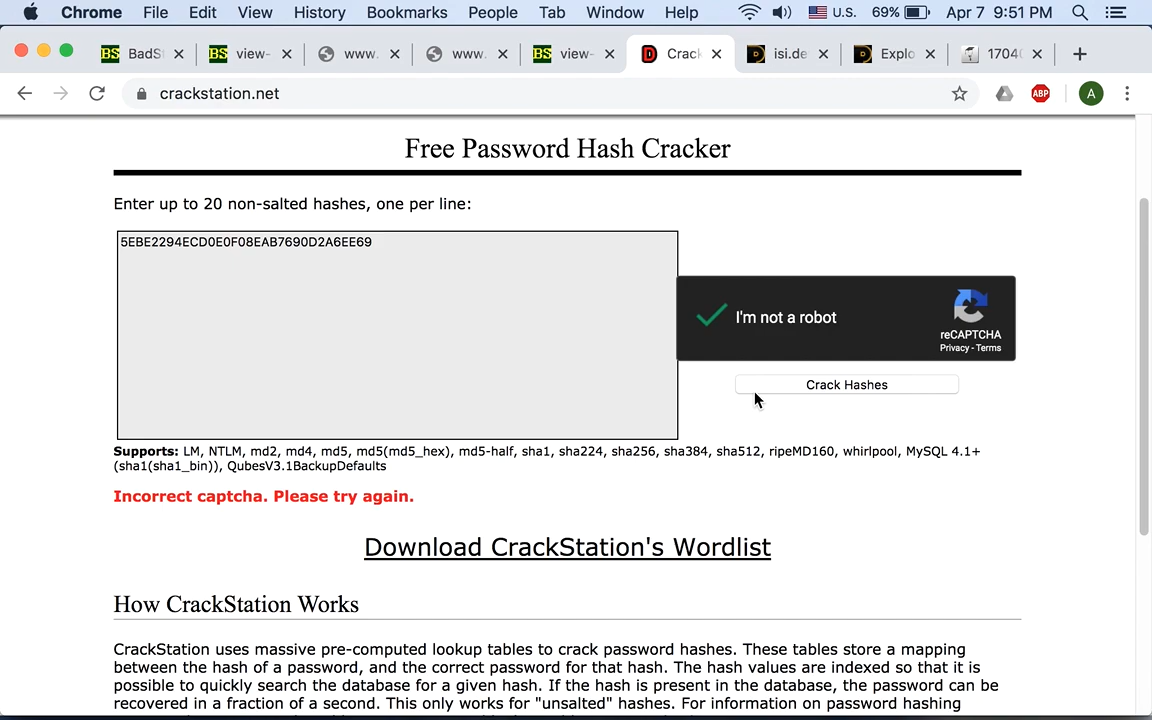 Chrome File Edit View History Bookmarks People Tab Window Help U.S. 69% Apr 7 9:51 PM
BS BadS BS view- www. www. BS view- D Crack isi.de Explo 1704(
crackstation.net ABP A
Free Password Hash Cracker
Enter up to 20 non-salted hashes, one per line:
5EBE2294ECD0E0F08EAB7690D2A6EE69
I'm not a robot
reCAPTCHA
Privacy - Terms
Crack Hashes
Supports: LM, NTLM, md2, md4, md5, md5(md5_hex), md5-half, sha1, sha224, sha256, sha384, sha512, ripeMD160, whirlpool, MySQL 4.1+
(sha1(sha1_bin)), QubesV3.1BackupDefaults
Incorrect captcha. Please try again.
Download CrackStation's Wordlist
How CrackStation Works
CrackStation uses massive pre-computed lookup tables to crack password hashes. These tables store a mapping
between the hash of a password, and the correct password for that hash. The hash values are indexed so that it is
possible to quickly search the database for a given hash. If the hash is present in the database, the password can be
recovered in a fraction of a second. This only works for "unsalted" hashes. For information on password hashing